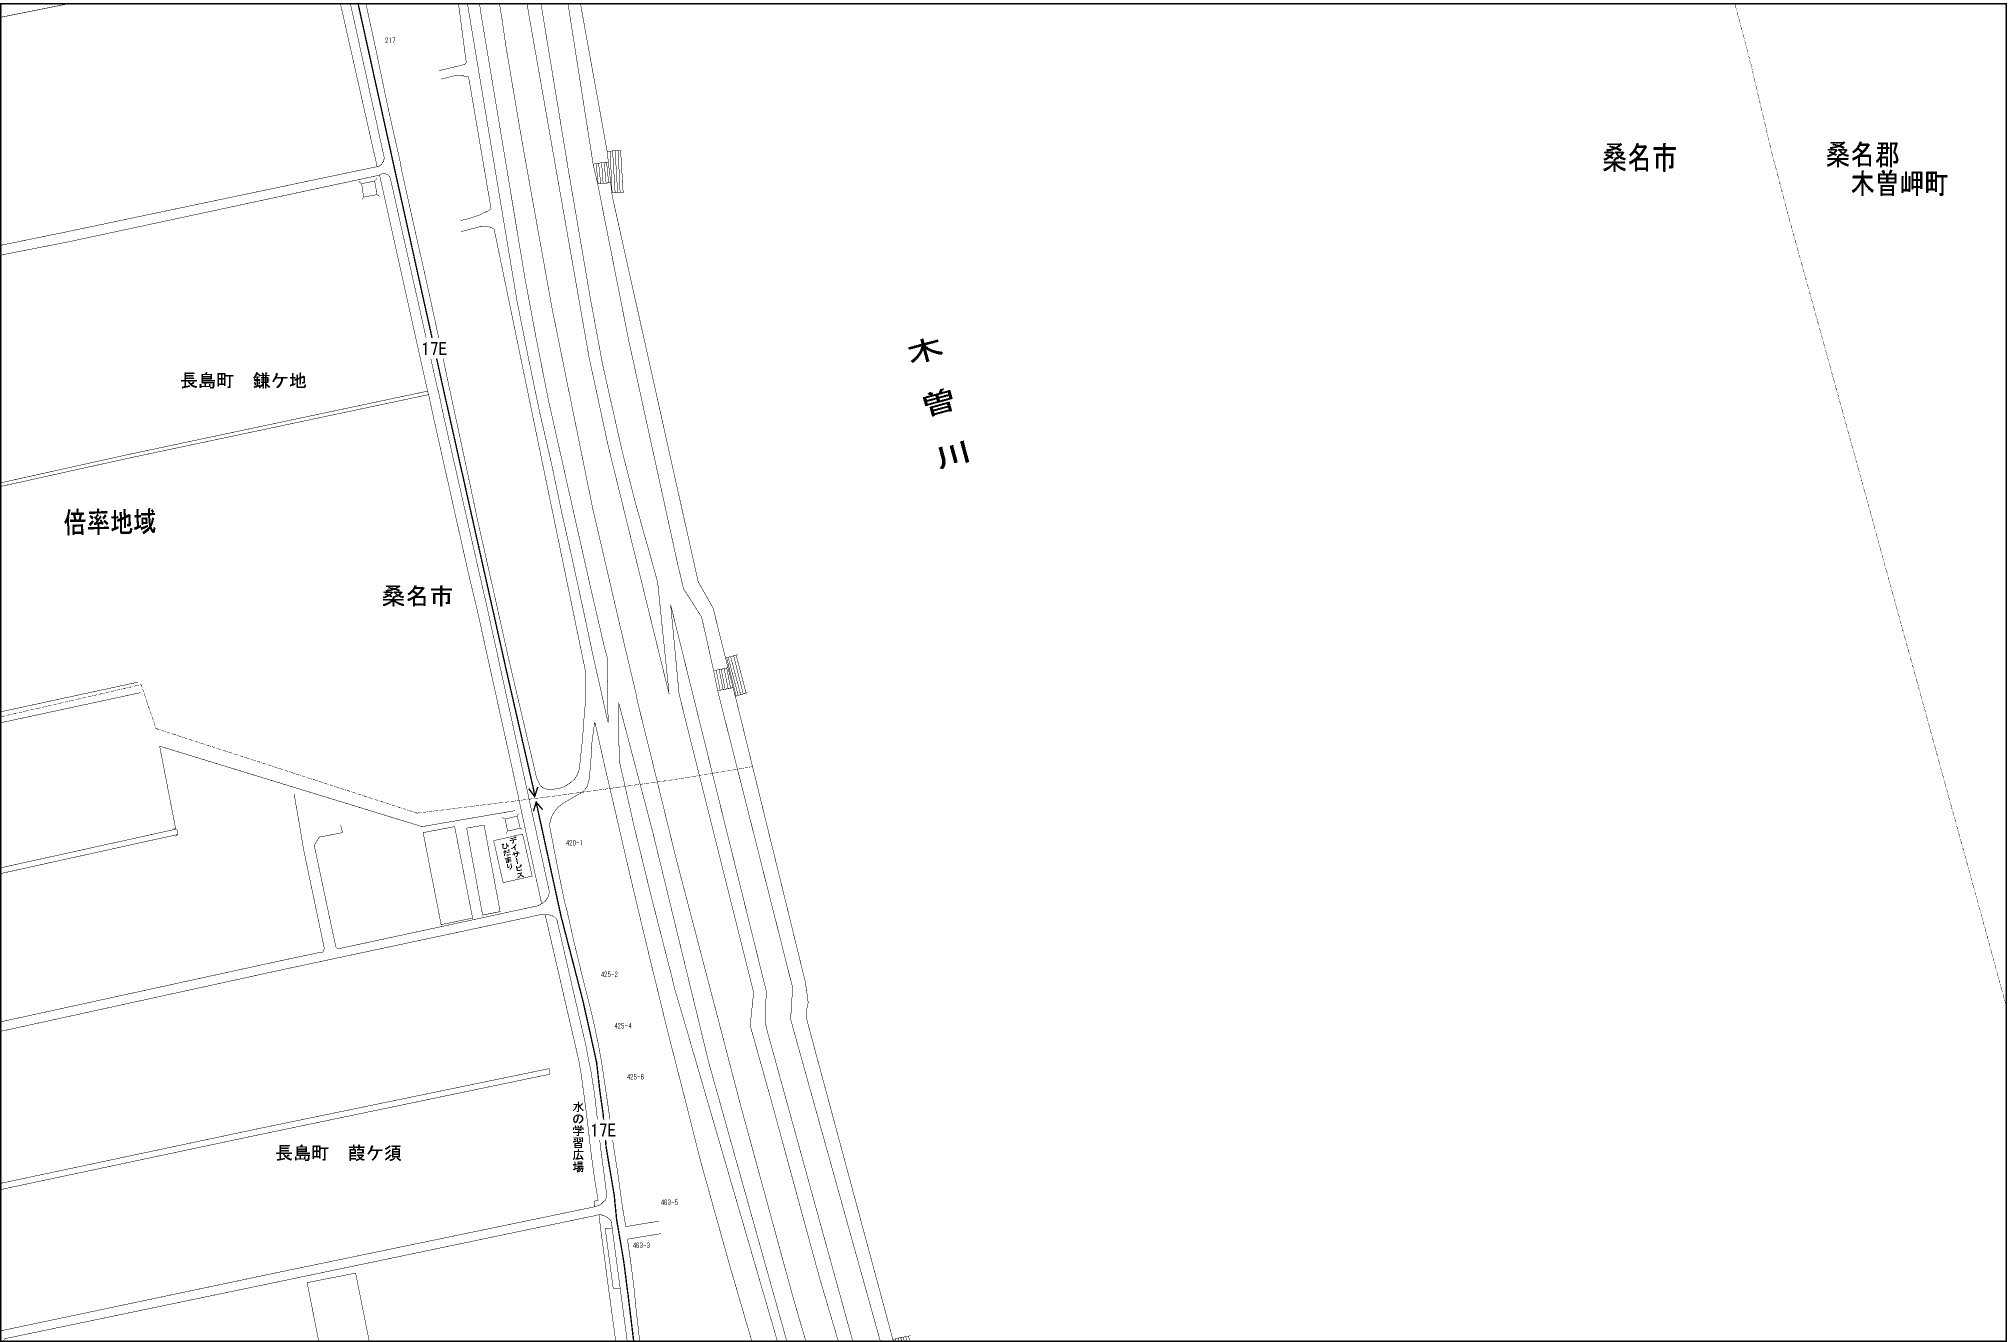 217
桑名市
桑名郡
木曽岬町
17E
木曽川
長島町　鎌ケ地
倍率地域
桑名市
デイサービス
ひだまり
420-1
425-2
425-4
425-6
水の学習広場
17E
長島町　葭ケ須
463-5
463-3